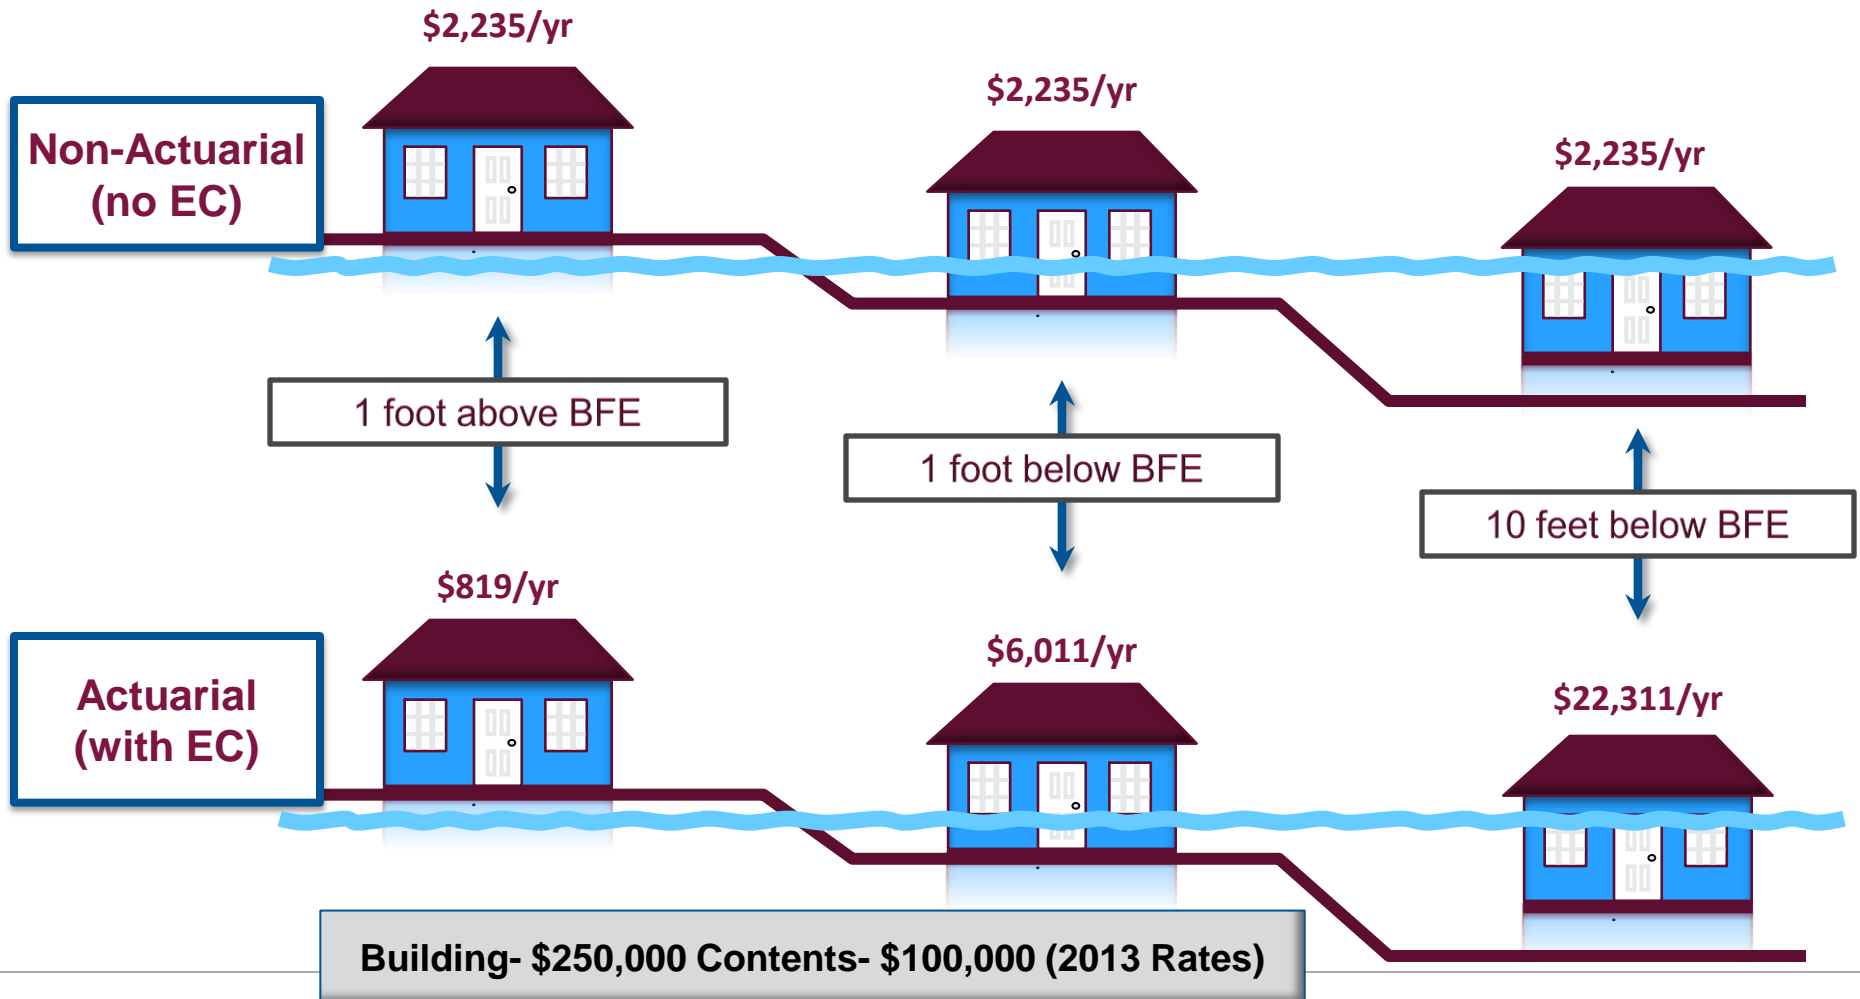 $2,235/yr
$2,235/yr
$2,235/yr
Non-Actuarial
(no EC)
1 foot above BFE
1 foot below BFE
10 feet below BFE
$819/yr
$6,011/yr
$22,311/yr
Actuarial
(with EC)
Building- $250,000 Contents- $100,000 (2013 Rates)